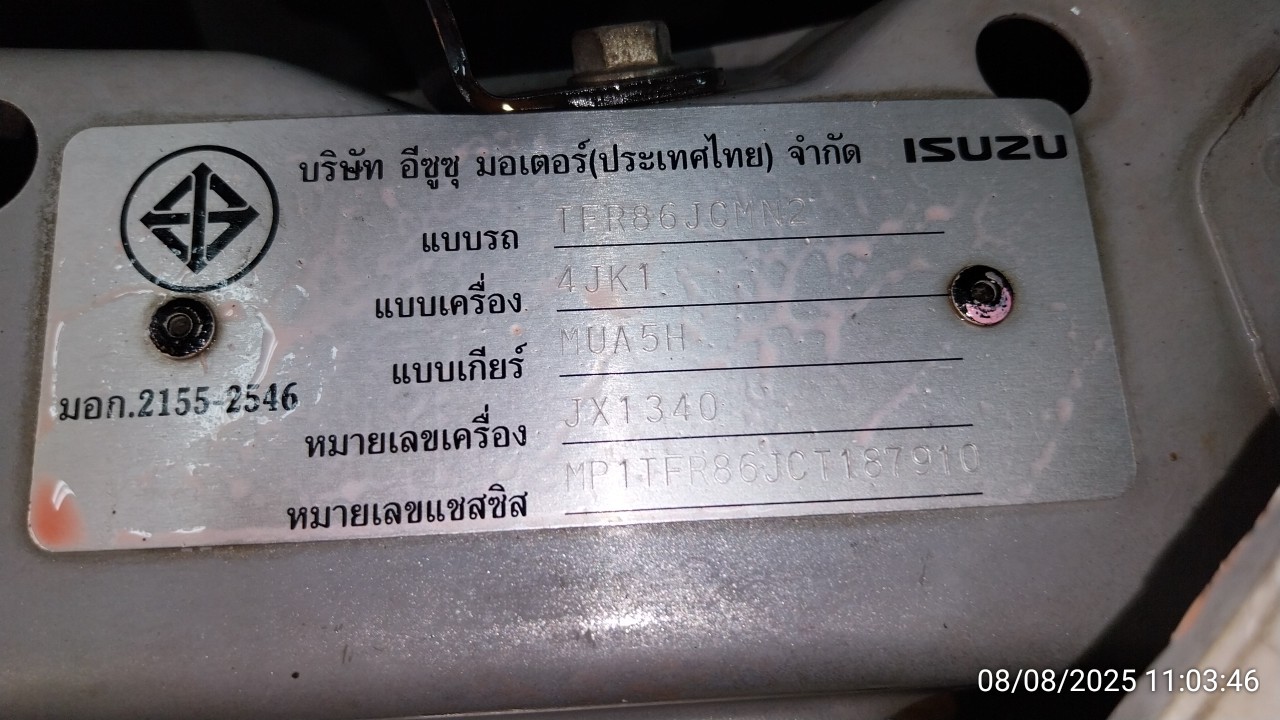 บริษัท อีซูซุ มอเตอร์(ประเทศไทย) จำกัด ISUZU
แบบรถ TFR86JCMN2
แบบเครื่อง 4JK1
แบบเกียร์ MUA5H
มอก.2155-2546
หมายเลขเครื่อง JX1340
หมายเลขแชสซิส MP1TFR86JCT187910
08/08/2025 11:03:46